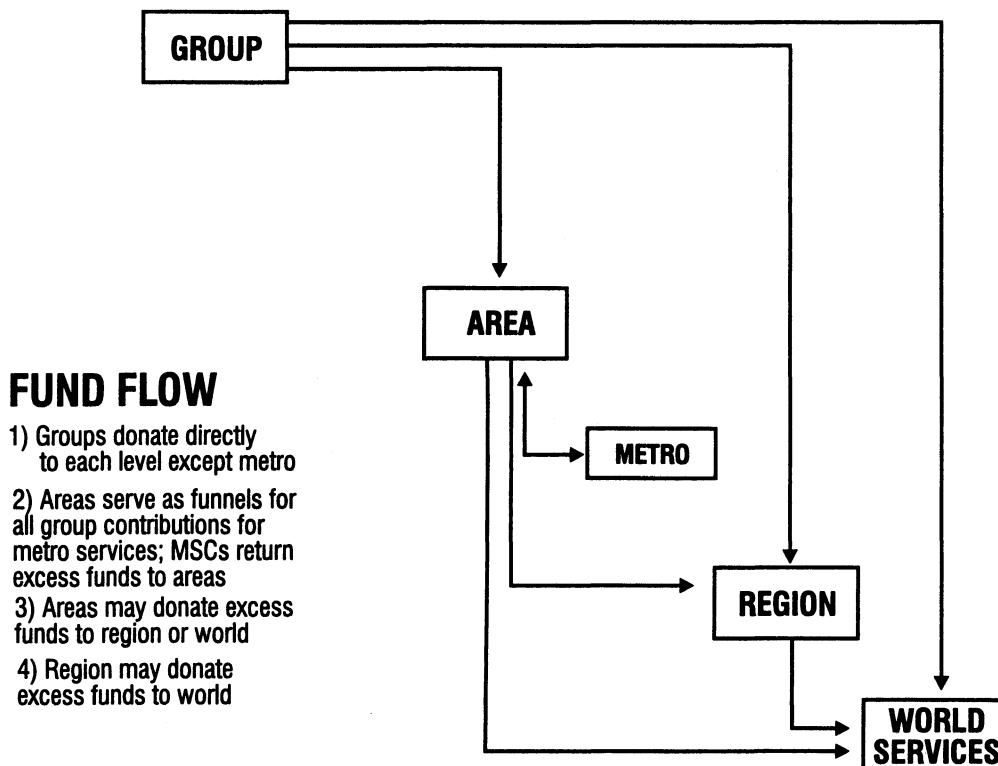 GROUP
AREA
FUND FLOW
1) Groups donate directly
to each level except metro
METRO
2) Areas serve as funnels for
all group contributions for
metro services; MSCs return
excess funds to areas
3) Areas may donate excess
funds to region or world
REGION
4) Region may donate
excess funds to world
WORLD
SERVICES